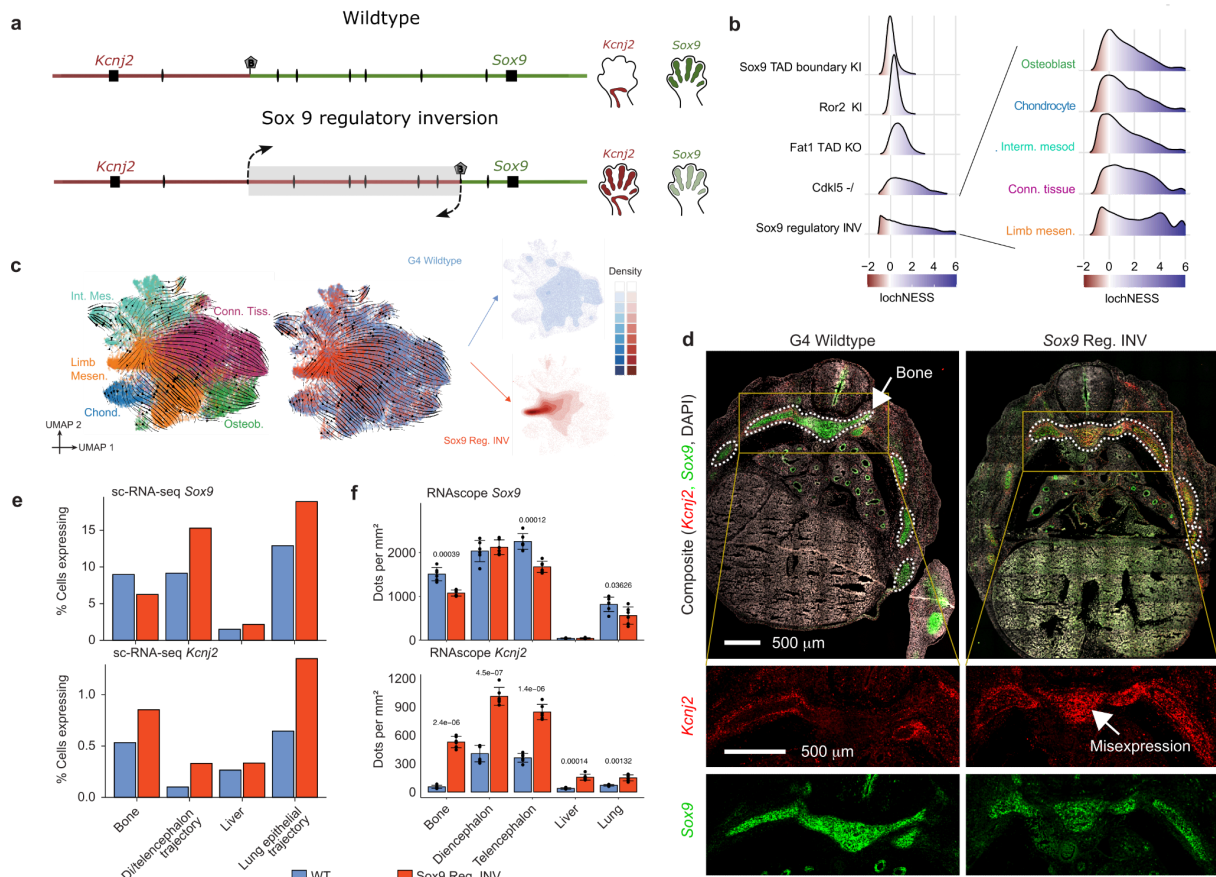 a
Wildtype
Kcnj2
B
Sox9
Kcnj2
Sox9
Sox 9 regulatory inversion
Kcnj2
Sox9
Kcnj2
Sox9
b
Sox9 TAD boundary KI
Ror2 KI
Fat1 TAD KO
Cdkl5 -/
Sox9 regulatory INV
−2 0 2 4 6
lochNESS
Osteoblast
Chondrocyte
. Interm. mesod
Conn. tissue
Limb mesen.
−2 0 2 4 6
lochNESS
c
Int. Mes.
Conn. Tiss.
Limb
Mesen.
Chond.
Osteob.
UMAP 2
UMAP 1
G4 Wildtype
Sox9 Reg. INV
Density
d
G4 Wildtype
Sox9 Reg. INV
Composite (Kcnj2, Sox9, DAPI)
Bone
500 µm
Kcnj2
500 µm
Misexpression
Sox9
e
sc-RNA-seq Sox9
% Cells expressing
15
10
5
0
sc-RNA-seq Kcnj2
% Cells expressing
1.0
0.5
0.0
Bone
Di/telencephalon
trajectory
Liver
Lung epithelial
trajectory
f
RNAscope Sox9
Dots per mm²
2000
1000
0
0.00039
0.00012
0.03626
RNAscope Kcnj2
Dots per mm²
1200
900
600
300
0
2.4e-06
4.5e-07
1.4e-06
0.00014
0.00132
Bone
Diencephalon
Telencephalon
Liver
Lung
WT
Sox9 Reg. INV